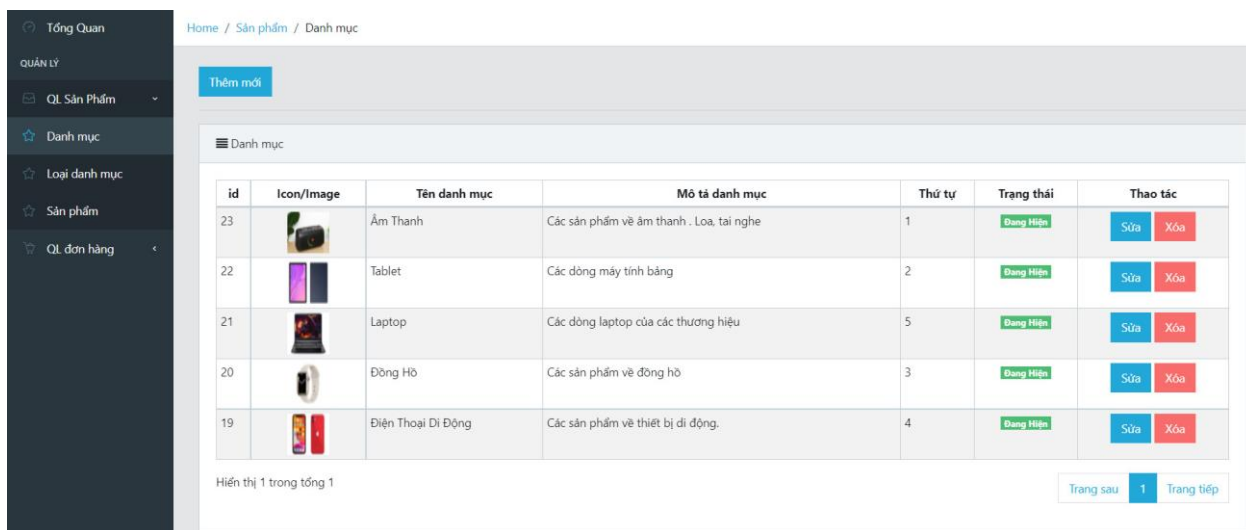 Tổng Quan
Home / Sản phẩm / Danh mục
QUẢN LÝ
QL Sản Phẩm
Danh mục
Loại danh mục
Sản phẩm
QL đơn hàng
Thêm mới
Danh mục
id Icon/Image Tên danh mục Mô tả danh mục Thứ tự Trạng thái Thao tác
23 Âm Thanh Các sản phẩm về âm thanh . Loa, tai nghe 1 Đang Hiện Sửa Xóa
22 Tablet Các dòng máy tính bảng 2 Đang Hiện Sửa Xóa
21 Laptop Các dòng laptop của các thương hiệu 5 Đang Hiện Sửa Xóa
20 Đồng Hồ Các sản phẩm về đồng hồ 3 Đang Hiện Sửa Xóa
19 Điện Thoại Di Động Các sản phẩm về thiết bị di động. 4 Đang Hiện Sửa Xóa
Hiển thị 1 trong tổng 1
Trang sau 1 Trang tiếp